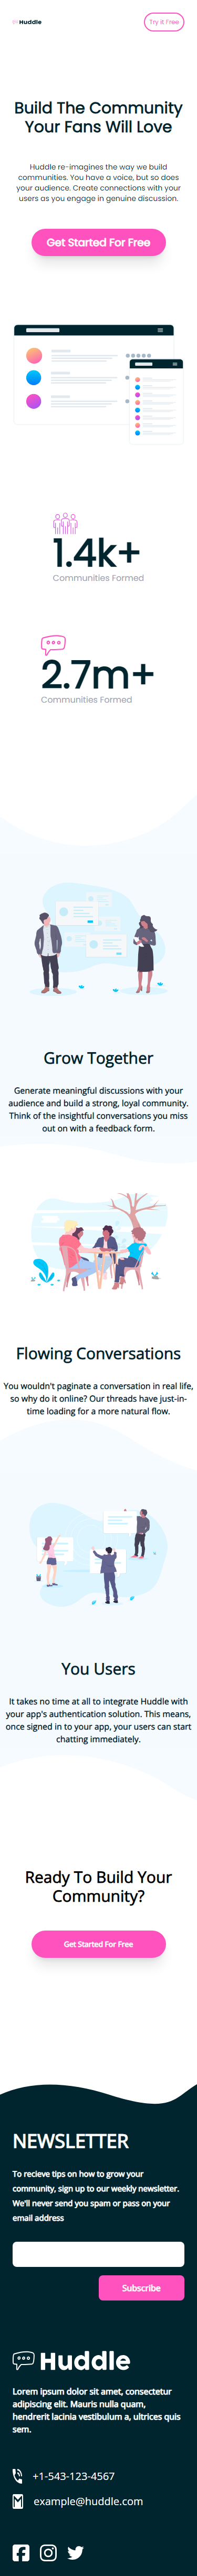 Huddle
Try it Free
Build The Community
Your Fans Will Love
Huddle re-imagines the way we build
communities. You have a voice, but so does
your audience. Create connections with your
users as you engage in genuine discussion.
Get Started For Free
1.4k+
Communities Formed
2.7m+
Communities Formed
Grow Together
Generate meaningful discussions with your
audience and build a strong, loyal community.
Think of the insightful conversations you miss
out on with a feedback form.
Flowing Conversations
You wouldn't paginate a conversation in real life,
so why do it online? Our threads have just-in-
time loading for a more natural flow.
You Users
It takes no time at all to integrate Huddle with
your app's authentication solution. This means,
once signed in to your app, your users can start
chatting immediately.
Ready To Build Your
Community?
Get Started For Free
NEWSLETTER
To recieve tips on how to grow your
community, sign up to our weekly newsletter.
We'll never send you spam or pass on your
email address
Subscribe
Huddle
Lorem ipsum dolor sit amet, consectetur
adipiscing elit. Mauris nulla quam,
hendrerit lacinia vestibulum a, ultrices quis
sem.
+1-543-123-4567
example@huddle.com